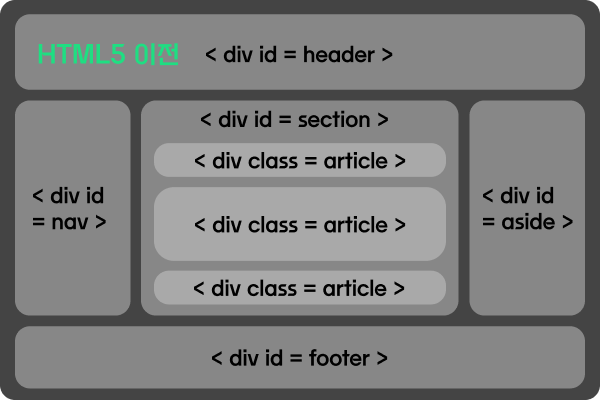 HTML5 이전 < div id = header >
< div id
= nav >
< div id = section >
< div class = article >
< div class = article >
< div class = article >
< div id
= aside >
< div id = footer >